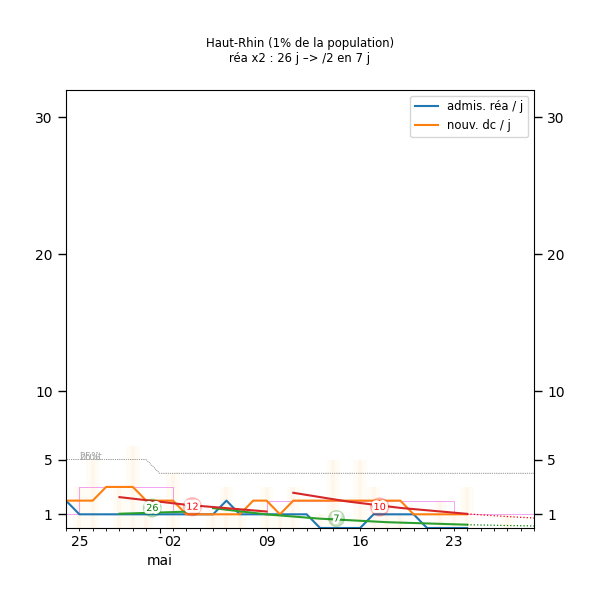 Haut-Rhin (1% de la population)
réa x2 : 26 j –> /2 en 7 j
admis. réa / j
nouv. dc / j
30 30
20 20
10 10
5 5
1 1
26 12 7 10
25 02 09 16 23
mai